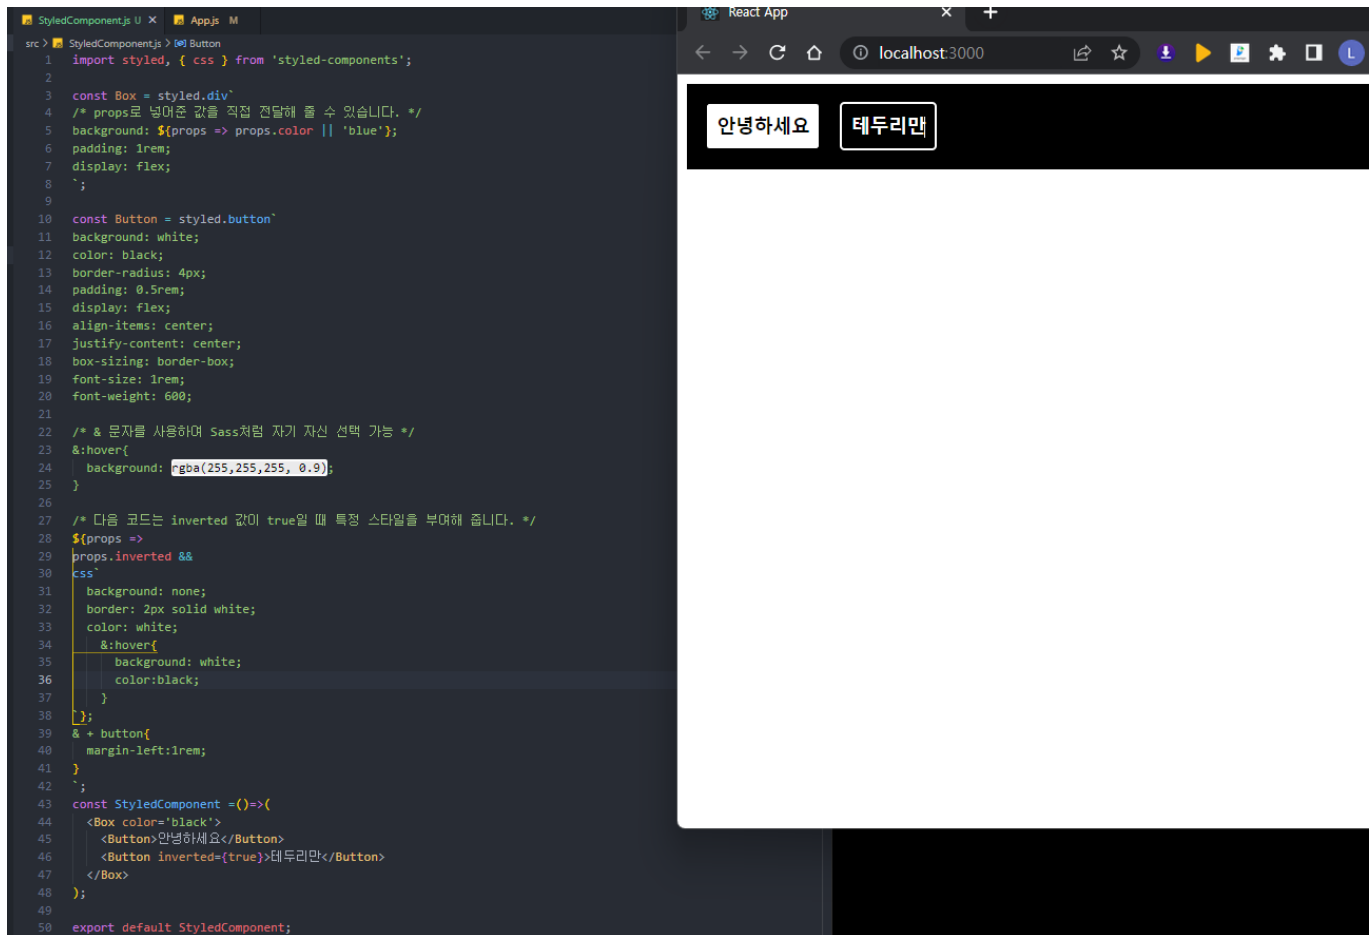 StyledComponent.js U
App.js M
src > StyledComponent.js > Button
1 import styled, { css } from 'styled-components';
2
3 const Box = styled.div`
4 /* props로 넣어준 값을 직접 전달해 줄 수 있습니다. */
5 background: ${props => props.color || 'blue'};
6 padding: 1rem;
7 display: flex;
8 `;
9
10 const Button = styled.button`
11 background: white;
12 color: black;
13 border-radius: 4px;
14 padding: 0.5rem;
15 display: flex;
16 align-items: center;
17 justify-content: center;
18 box-sizing: border-box;
19 font-size: 1rem;
20 font-weight: 600;
21
22 /* & 문자를 사용하여 Sass처럼 자기 자신 선택 가능 */
23 &:hover{
24 background: rgba(255,255,255, 0.9);
25 }
26
27 /* 다음 코드는 inverted 값이 true일 때 특정 스타일을 부여해 줍니다. */
28 ${props =>
29 props.inverted &&
30 css`
31 background: none;
32 border: 2px solid white;
33 color: white;
34 &:hover{
35 background: white;
36 color:black;
37 }
38 `};
39 & + button{
40 margin-left:1rem;
41 }
42 `;
43 const StyledComponent =()=>(
44 <Box color='black'>
45 <Button>안녕하세요</Button>
46 <Button inverted={true}>테두리만</Button>
47 </Box>
48 );
49
50 export default StyledComponent;
React App
localhost:3000
L
안녕하세요
테두리만